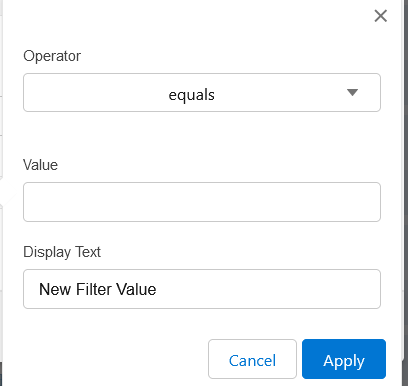 Operator
equals
Value
Display Text
New Filter Value
Cancel
Apply